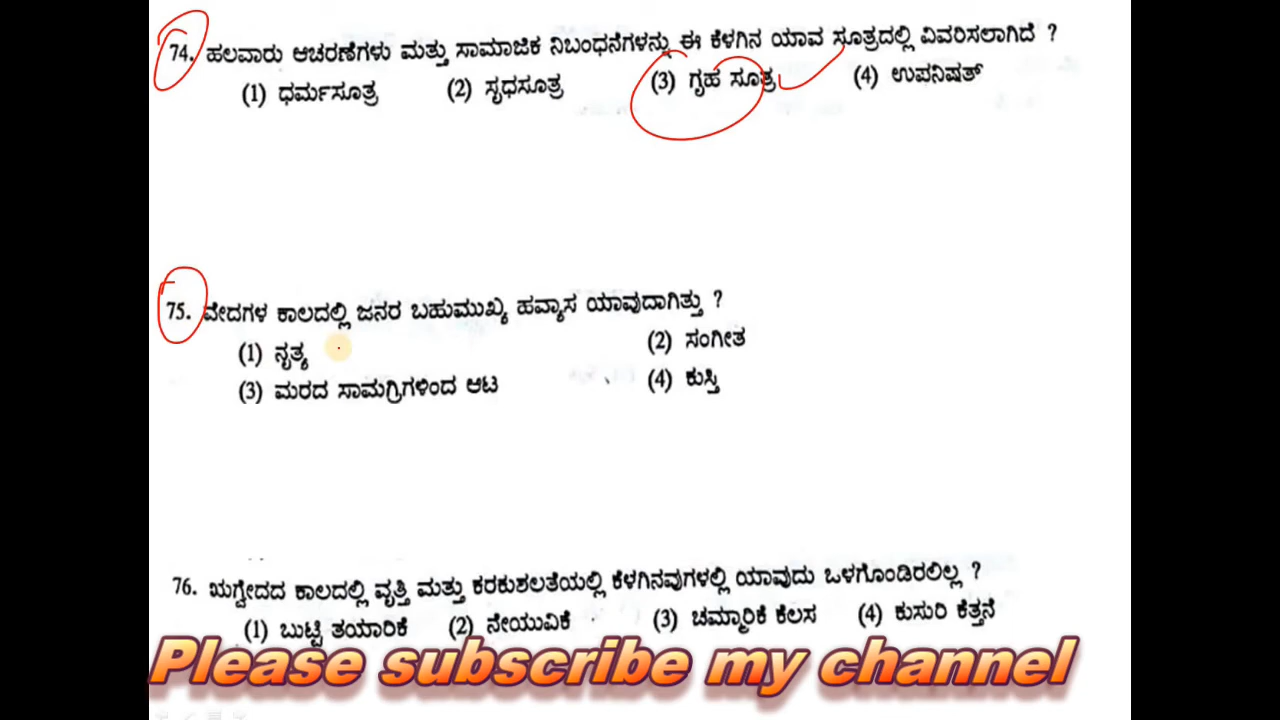 74. ಹಲವಾರು ಆಚರಣೆಗಳು ಮತ್ತು ಸಾಮಾಜಿಕ ನಿಬಂಧನೆಗಳನ್ನು ಈ ಕೆಳಗಿನ ಯಾವ ಸೂತ್ರದಲ್ಲಿ ವಿವರಿಸಲಾಗಿದೆ ?
(1) ಧರ್ಮಸೂತ್ರ (2) ಸೃಧಸೂತ್ರ (3) ಗೃಹ ಸೂತ್ರ (4) ಉಪನಿಷತ್
75. ವೇದಗಳ ಕಾಲದಲ್ಲಿ ಜನರ ಬಹುಮುಖ್ಯ ಹವ್ಯಾಸ ಯಾವುದಾಗಿತ್ತು ?
(1) ನೃತ್ಯ (2) ಸಂಗೀತ
(3) ಮರದ ಸಾಮಗ್ರಿಗಳಿಂದ ಆಟ (4) ಕುಸ್ತಿ
76. ಋಗ್ವೇದದ ಕಾಲದಲ್ಲಿ ವೃತ್ತಿ ಮತ್ತು ಕರಕುಶಲತೆಯಲ್ಲಿ ಕೆಳಗಿನವುಗಳಲ್ಲಿ ಯಾವುದು ಒಳಗೊಂಡಿರಲಿಲ್ಲ ?
(1) ಬುಟ್ಟಿ ತಯಾರಿಕೆ (2) ನೇಯುವಿಕೆ (3) ಚಮ್ಮಾರಿಕೆ ಕೆಲಸ (4) ಕುಸುರಿ ಕೆತ್ತನೆ
Please subscribe my channel